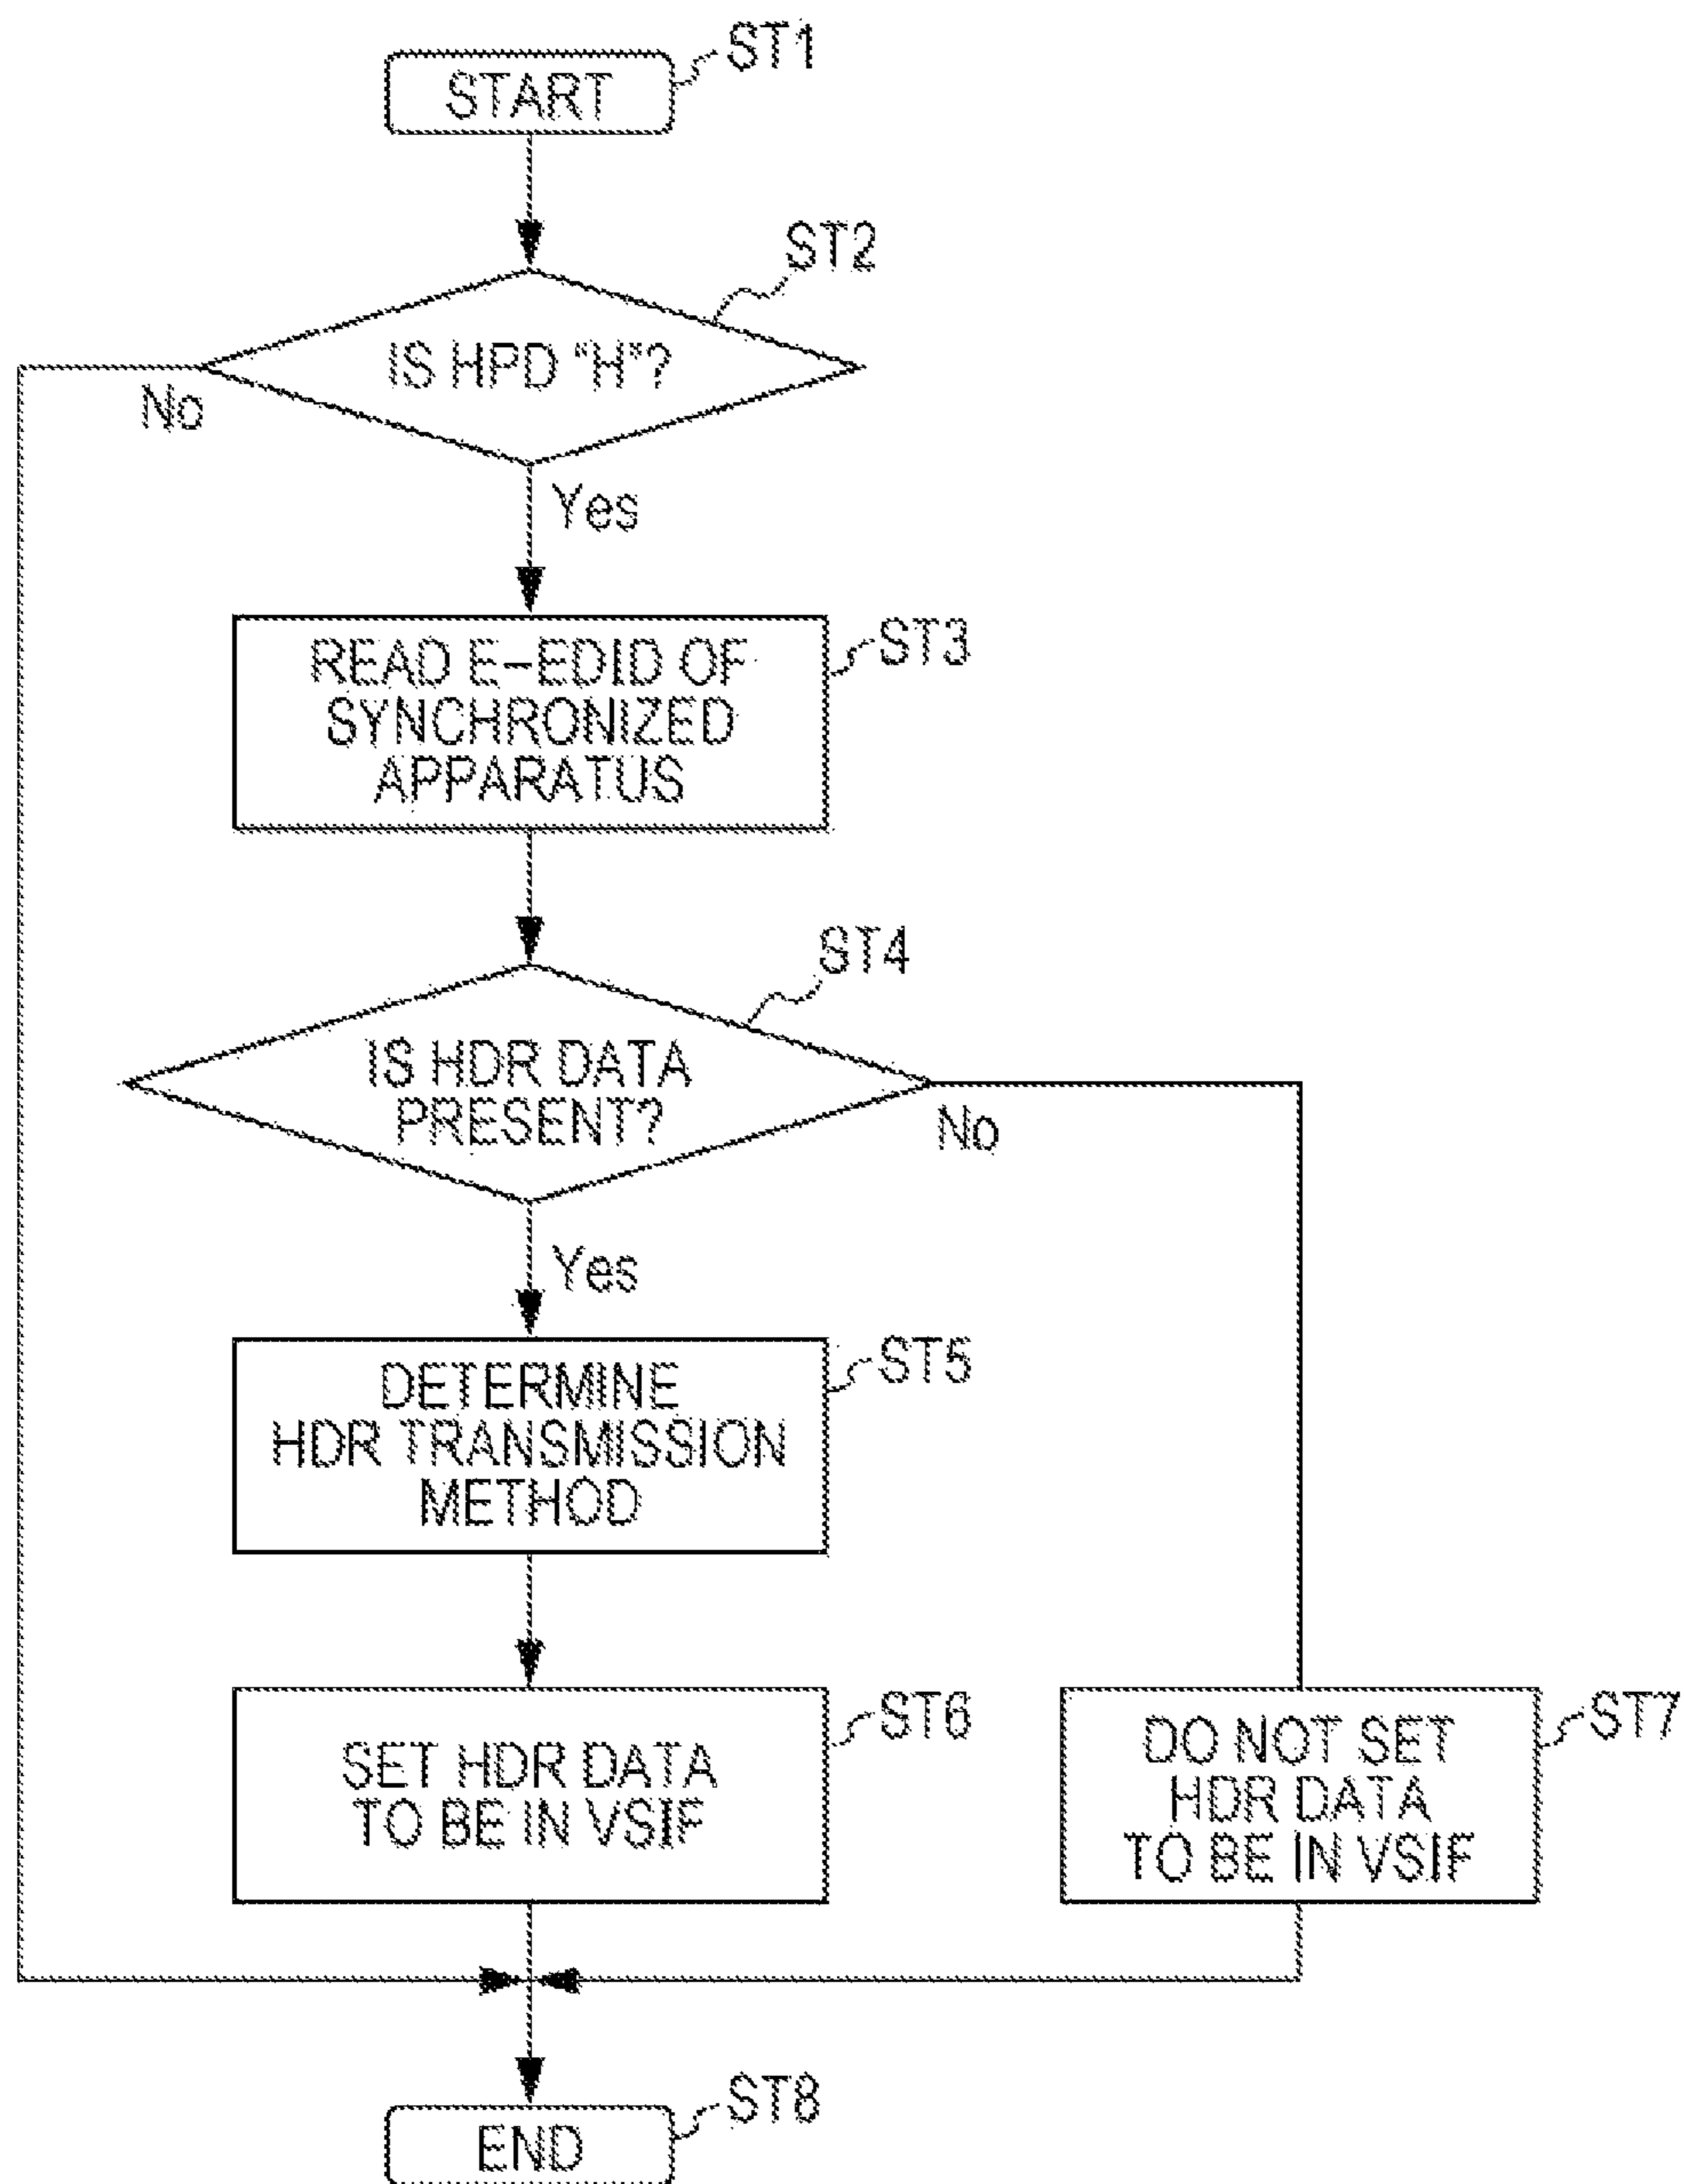 START
ST1
IS HPD "H"?
ST2
No
Yes
READ E-EDID OF
SYNCHRONIZED
APPARATUS
ST3
IS HDR DATA
PRESENT?
ST4
No
Yes
DETERMINE
HDR TRANSMISSION
METHOD
ST5
SET HDR DATA
TO BE IN VSIF
ST6
DO NOT SET
HDR DATA
TO BE IN VSIF
ST7
END
ST8